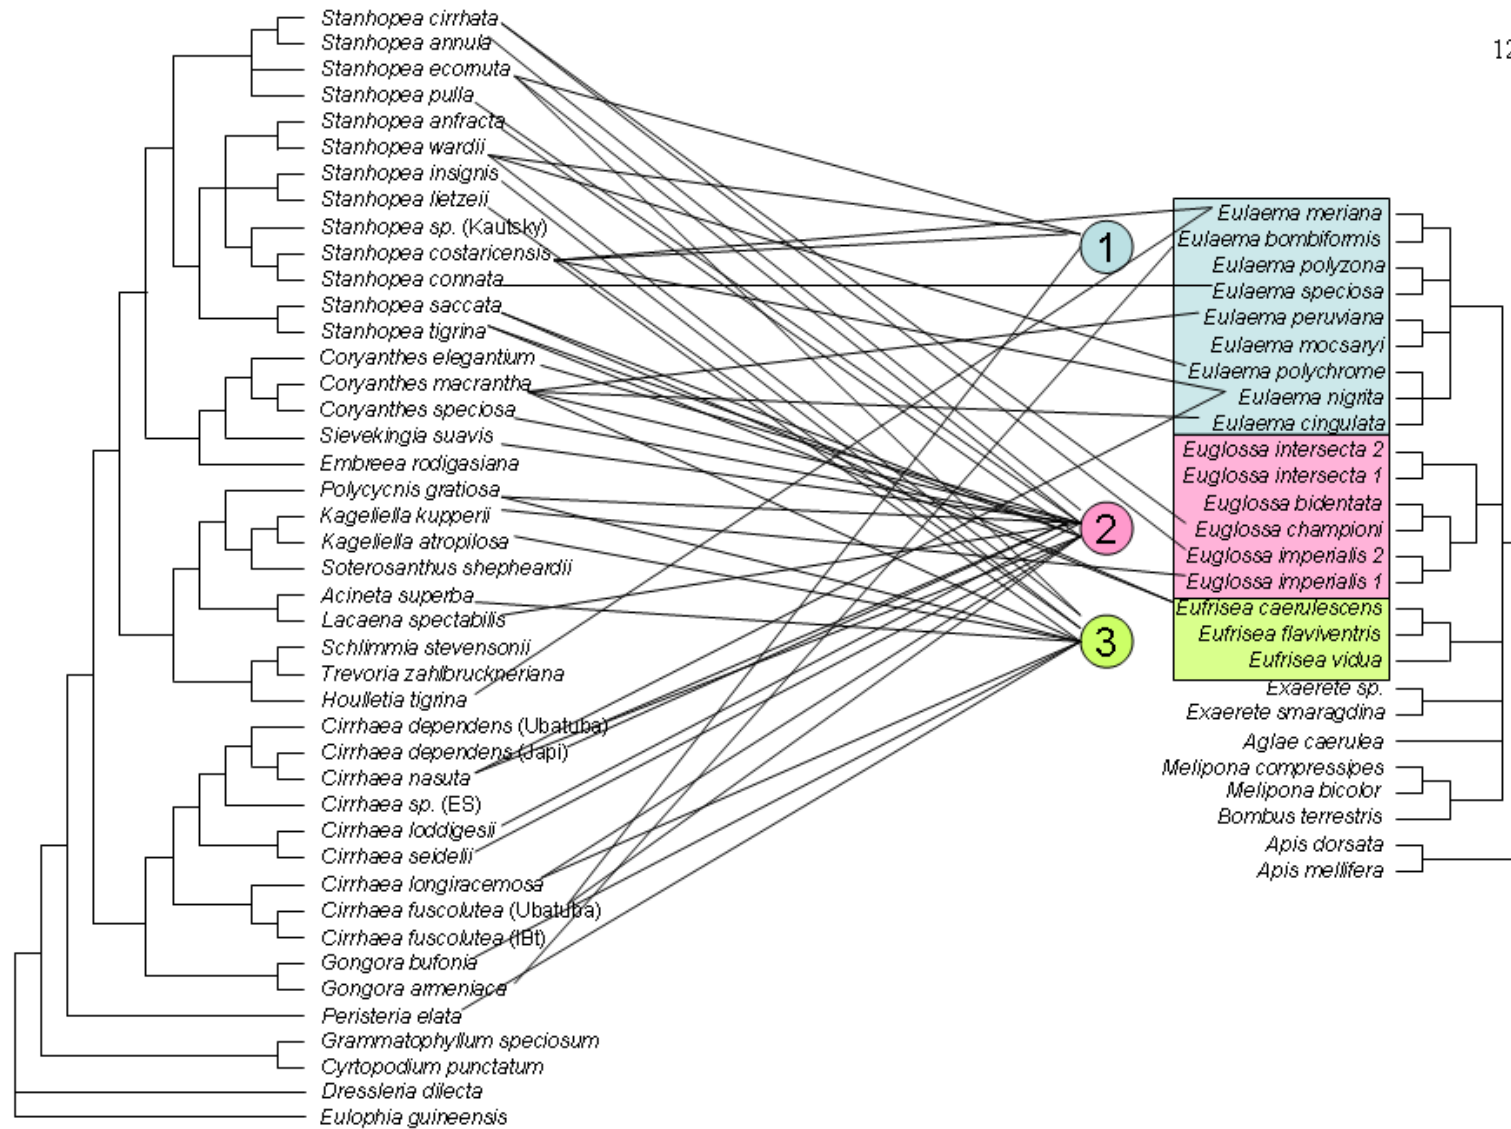 12
Stanhopea cirrhata
Stanhopea annula
Stanhopea ecornuta
Stanhopea pulla
Stanhopea anfracta
Stanhopea wardii
Stanhopea insignis
Stanhopea lietzeii
Stanhopea sp. (Kautsky)
Stanhopea costaricensis
Stanhopea connata
Stanhopea saccata
Stanhopea tigrina
Coryanthes elegantium
Coryanthes macrantha
Coryanthes speciosa
Sievekingia suavis
Embreea rodigasiana
Polycycnis gratiosa
Kageliella kupperii
Kageliella atropilosa
Soterosanthus shepheardii
Acineta superba
Lacaena spectabilis
Schlimmia stevensonii
Trevoria zahlbruckneriana
Houlletia tigrina
Cirrhaea dependens (Ubatuba)
Cirrhaea dependens (Japi)
Cirrhaea nasuta
Cirrhaea sp. (ES)
Cirrhaea loddigesii
Cirrhaea seidelii
Cirrhaea longiracemosa
Cirrhaea fuscolutea (Ubatuba)
Cirrhaea fuscolutea (IBt)
Gongora bufonia
Gongora armeniaca
Peristeria elata
Grammatophyllum speciosum
Cyrtopodium punctatum
Dressleria dilecta
Eulophia guineensis
1
2
3
Eulaema meriana
Eulaema bombiformis
Eulaema polyzona
Eulaema speciosa
Eulaema peruviana
Eulaema mocsaryi
Eulaema polychrome
Eulaema nigrita
Eulaema cingulata
Euglossa intersecta 2
Euglossa intersecta 1
Euglossa bidentata
Euglossa championi
Euglossa imperialis 2
Euglossa imperialis 1
Eufrisea caerulescens
Eufrisea flaviventris
Eufrisea vidua
Exaerete sp.
Exaerete smaragdina
Aglae caerulea
Melipona compressipes
Melipona bicolor
Bombus terrestris
Apis dorsata
Apis mellifera